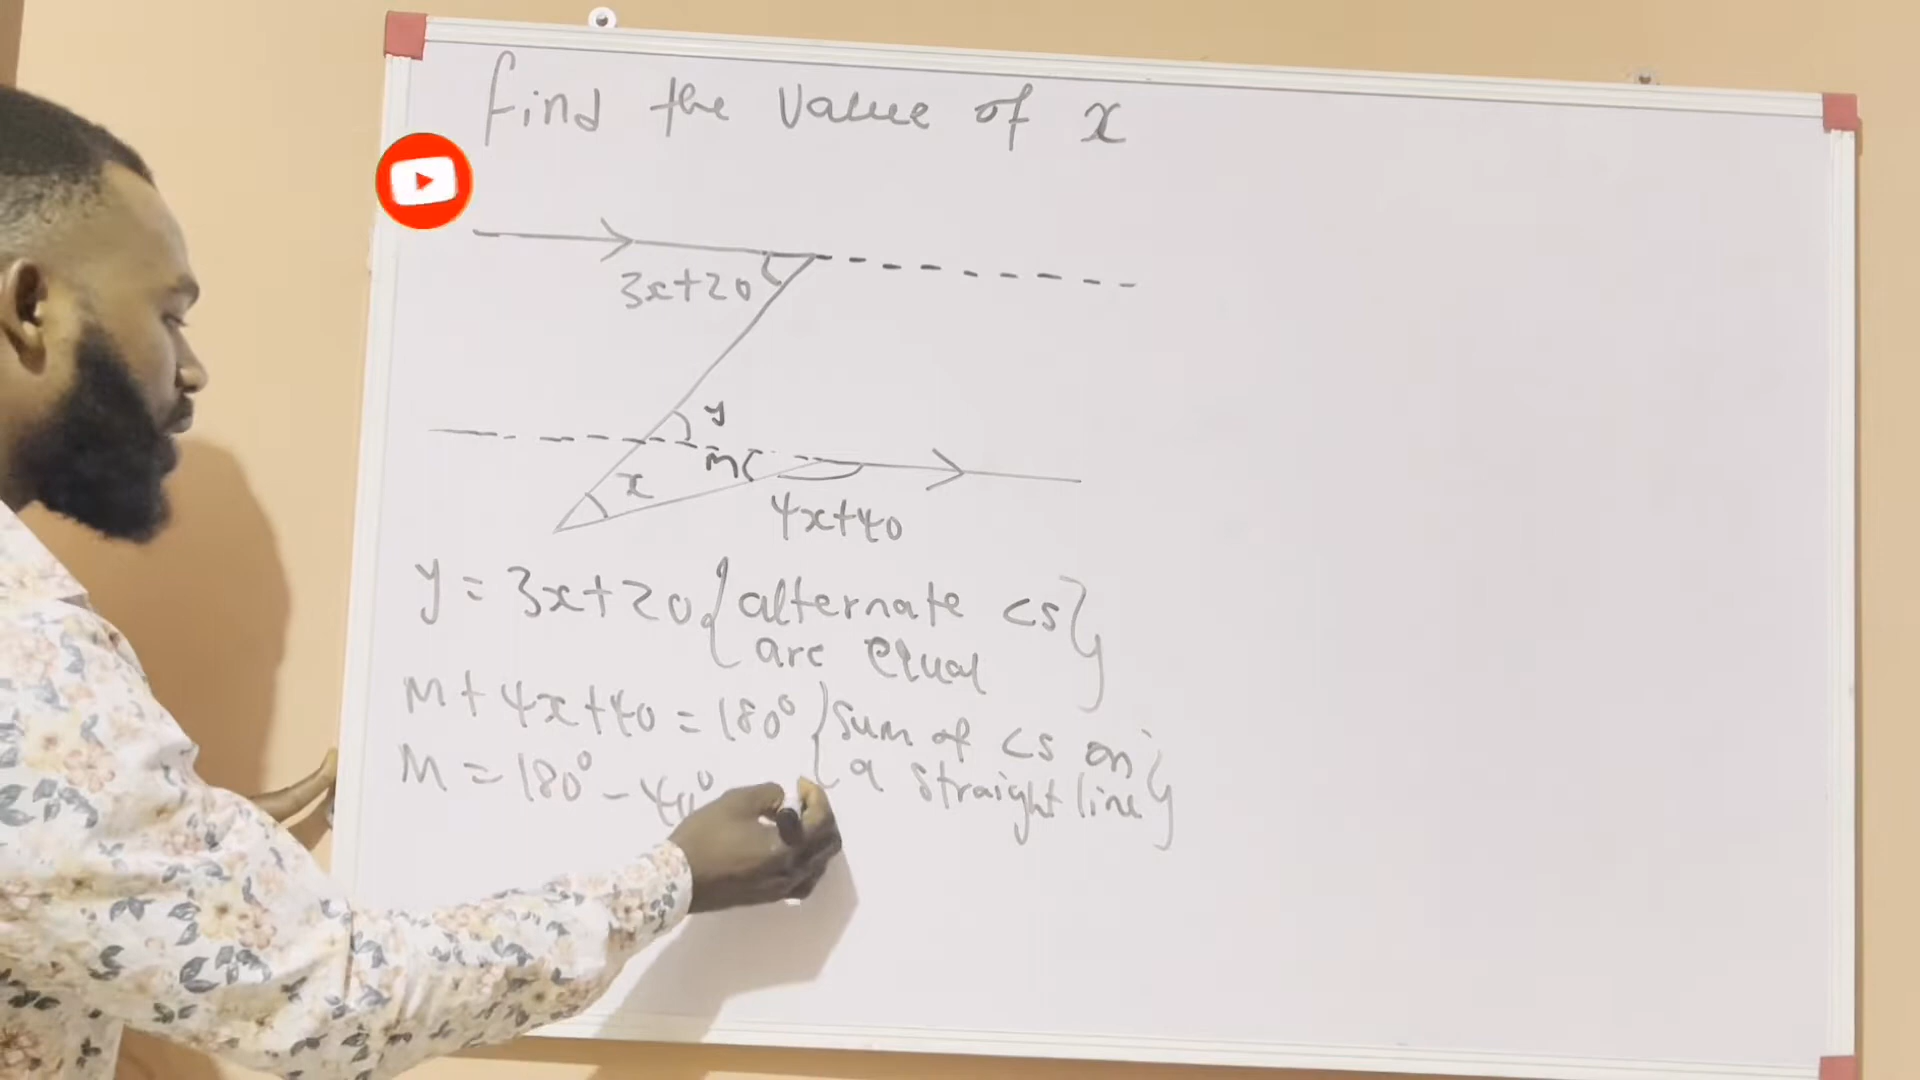 find the value of x
3x+20
y
m
x
4x+40
y = 3x+20 {alternate <s
are equal}
m + 4x+40 = 180° {sum of <s on
a straight line}
m = 180° - 40°